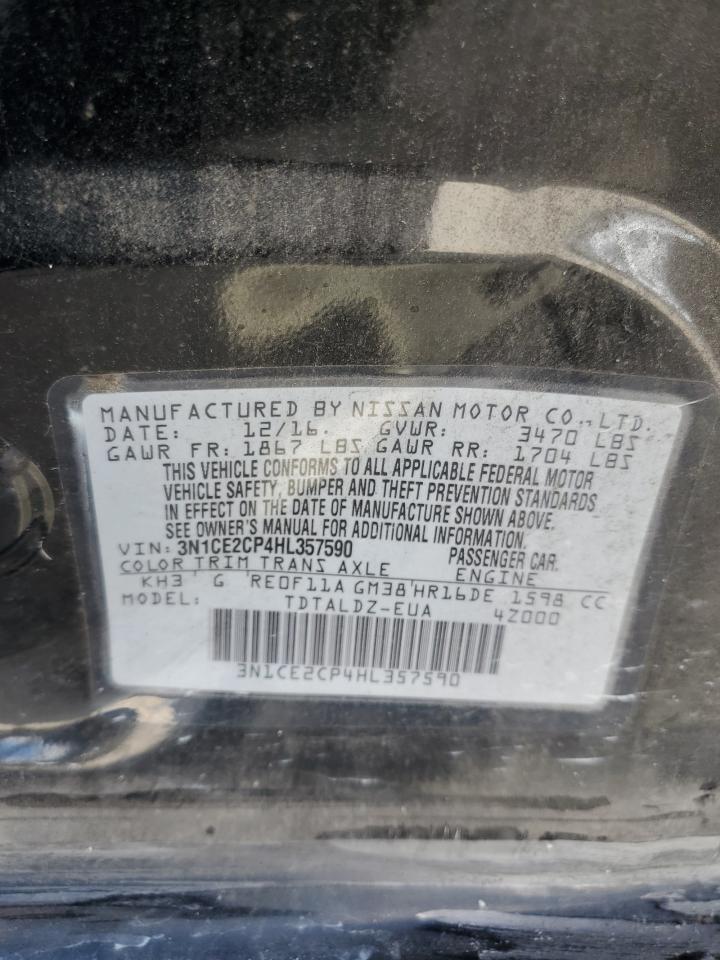 MANUFACTURED BY NISSAN MOTOR CO., LTD.
DATE: 12/16. GVWR: 3470 LBS
GAWR FR: 1867 LBS GAWR RR: 1704 LBS
THIS VEHICLE CONFORMS TO ALL APPLICABLE FEDERAL MOTOR
VEHICLE SAFETY, BUMPER AND THEFT PREVENTION STANDARDS
IN EFFECT ON THE DATE OF MANUFACTURE SHOWN ABOVE.
SEE OWNER'S MANUAL FOR ADDITIONAL INFORMATION.
VIN: 3N1CE2CP4HL357590 PASSENGER CAR.
COLOR TRIM TRANS AXLE ENGINE
KH3 G RE0F11A GM38 HR16DE 1598 CC
MODEL: TDTALDZ-EUA 4Z000
3N1CE2CP4HL357590